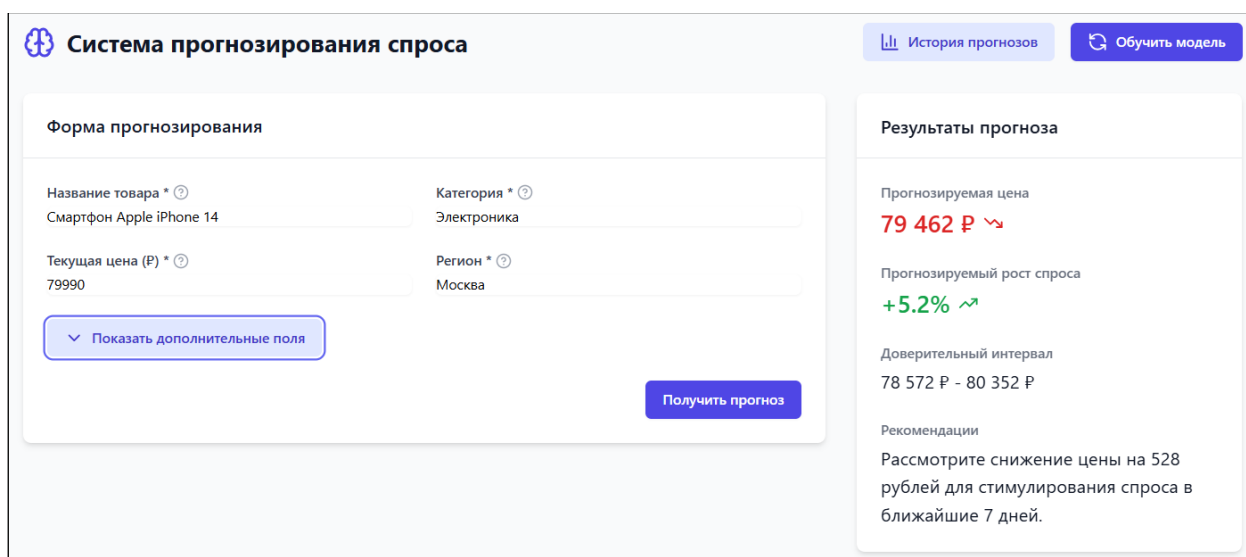 Система прогнозирования спроса
История прогнозов
Обучить модель
Форма прогнозирования
Название товара * ?
Категория * ?
Смартфон Apple iPhone 14
Электроника
Текущая цена (₽) * ?
Регион * ?
79990
Москва
Показать дополнительные поля
Получить прогноз
Результаты прогноза
Прогнозируемая цена
79 462 ₽
Прогнозируемый рост спроса
+5.2%
Доверительный интервал
78 572 ₽ - 80 352 ₽
Рекомендации
Рассмотрите снижение цены на 528
рублей для стимулирования спроса в
ближайшие 7 дней.